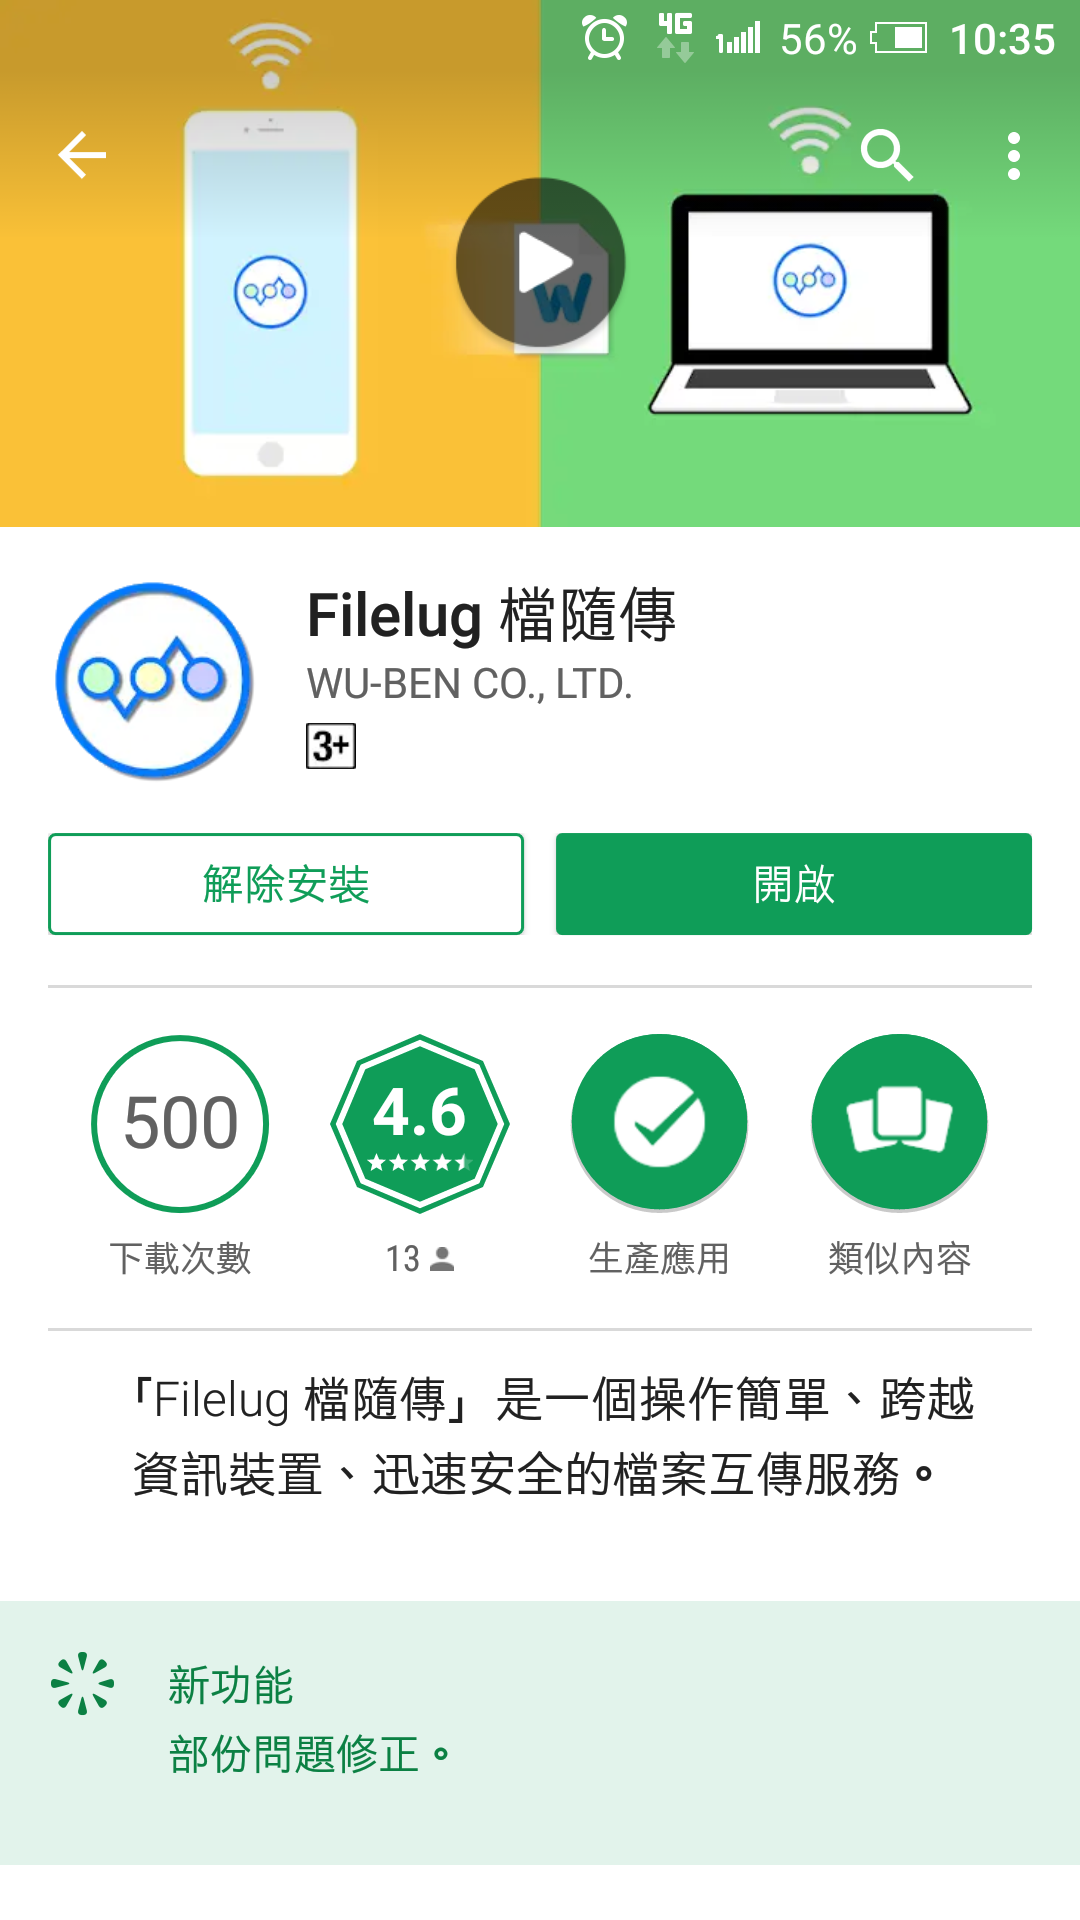 4G 56% 10:35
W
Filelug 檔隨傳
WU-BEN CO., LTD.
3+
解除安裝
開啟
500
4.6
下載次數
13
生產應用
類似內容
「Filelug 檔隨傳」是一個操作簡單、跨越
資訊裝置、迅速安全的檔案互傳服務。
新功能
部份問題修正。